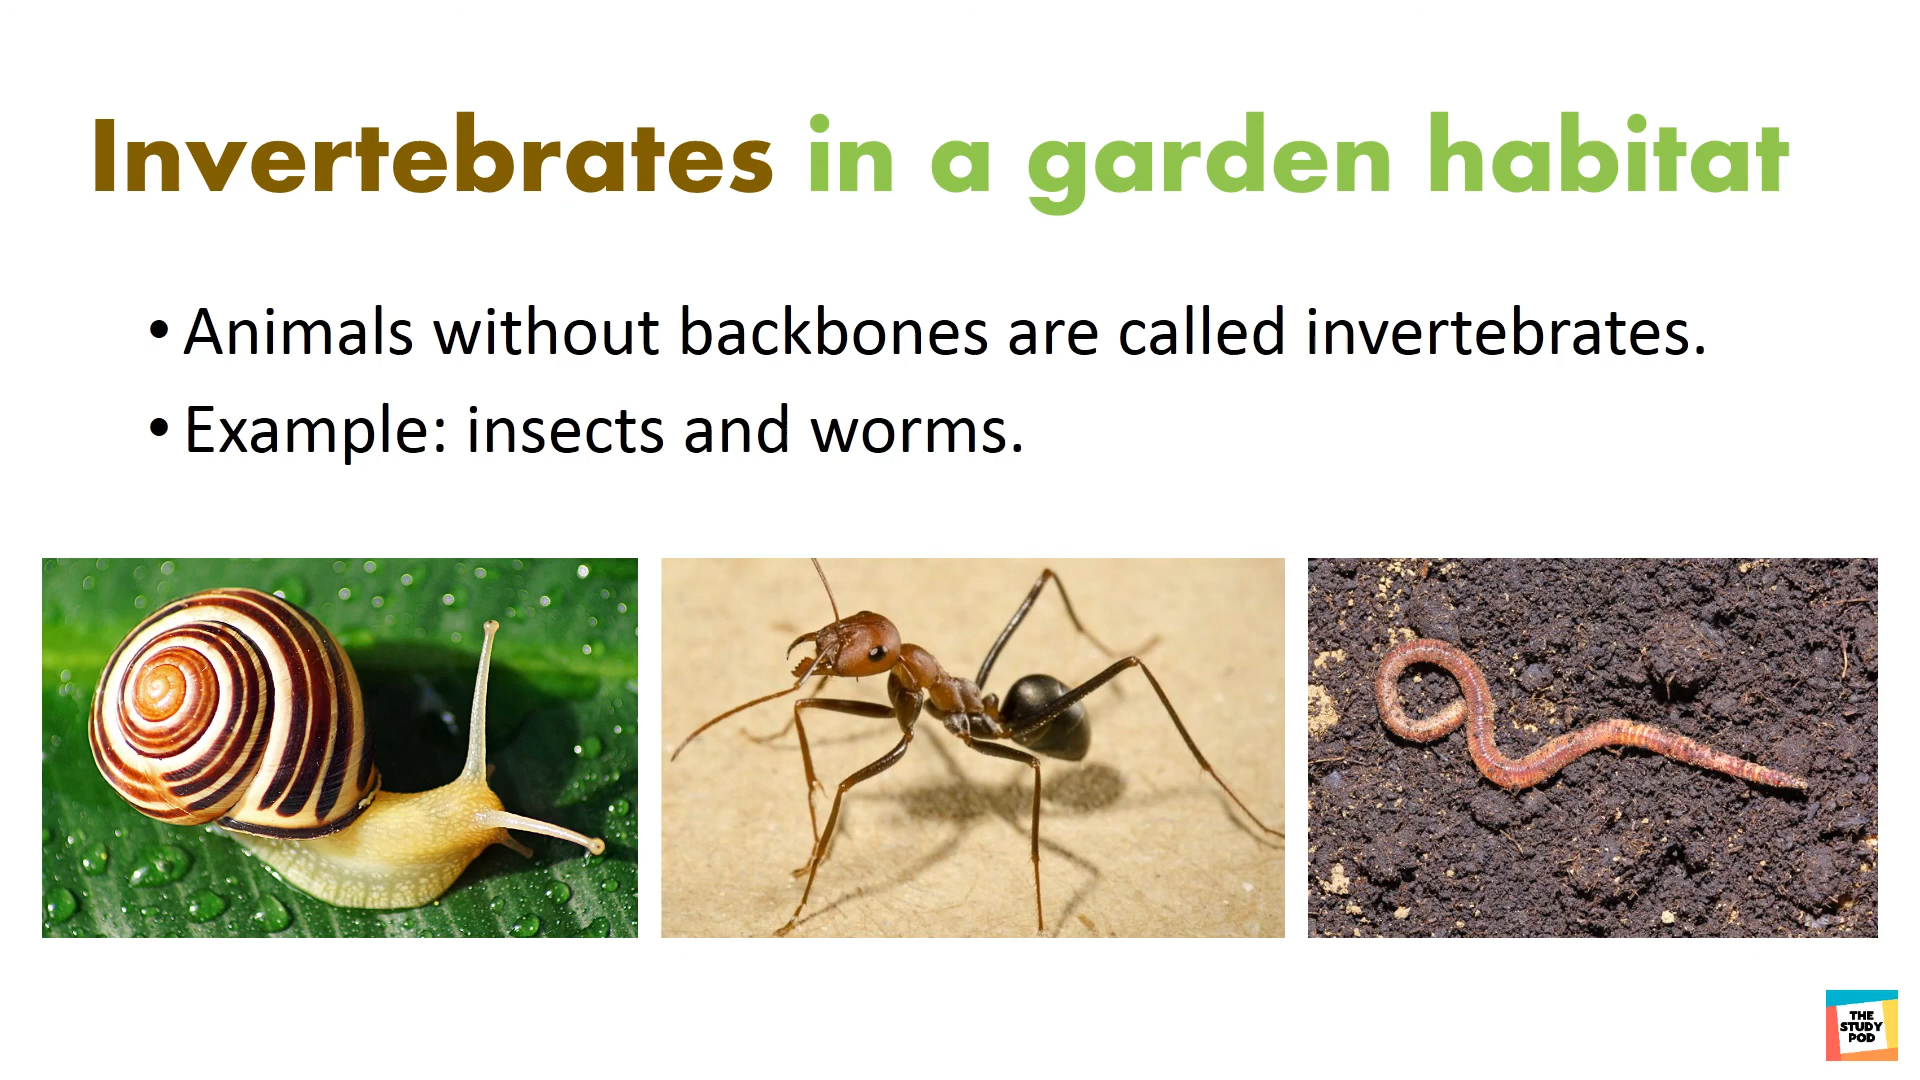 Invertebrates in a garden habitat
• Animals without backbones are called invertebrates.
• Example: insects and worms.
THE
STUDY
POD